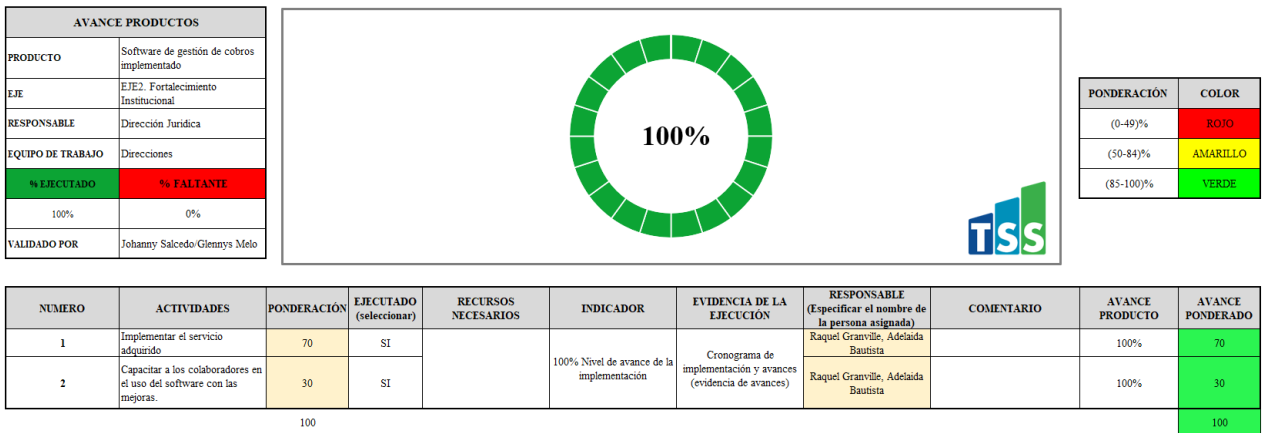 AVANCE PRODUCTOS
PRODUCTO
Software de gestión de cobros
implementado
EJE
EJE2. Fortalecimiento
Institucional
RESPONSABLE
Dirección Jurídica
EQUIPO DE TRABAJO
Direcciones
% EJECUTADO
% FALTANTE
100%
0%
VALIDADO POR
Johanny Salcedo/Glennys Melo
100%
TSS
PONDERACIÓN
COLOR
(0-49)%
ROJO
(50-84)%
AMARILLO
(85-100)%
VERDE
NUMERO
ACTIVIDADES
PONDERACIÓN
EJECUTADO
(seleccionar)
RECURSOS
NECESARIOS
INDICADOR
EVIDENCIA DE LA
EJECUCIÓN
RESPONSABLE
(Especificar el nombre de
la persona asignada)
COMENTARIO
AVANCE
PRODUCTO
AVANCE
PONDERADO
1
Implementar el servicio
adquirido
70
SI
100% Nivel de avance de la
implementación
Cronograma de
implementación y avances
(evidencia de avances)
Raquel Granville, Adelaida
Bautista
100%
70
2
Capacitar a los colaboradores en
el uso del software con las
mejoras.
30
SI
Raquel Granville, Adelaida
Bautista
100%
30
100
100